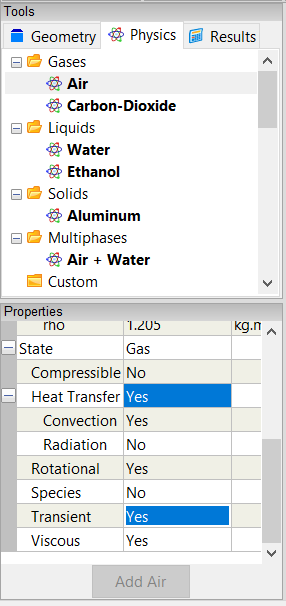 Tools
Geometry Physics Results
Gases
Air
Carbon-Dioxide
Liquids
Water
Ethanol
Solids
Aluminum
Multiphases
Air + Water
Custom
Properties
rho 1.205 kg.m
State Gas
Compressible No
Heat Transfer Yes
Convection Yes
Radiation No
Rotational Yes
Species No
Transient Yes
Viscous Yes
Add Air